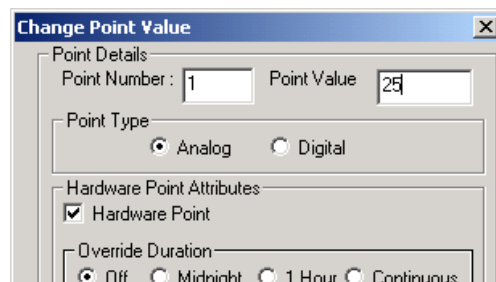 Change Point Value
Point Details
Point Number : 1 Point Value 25
Point Type
Analog Digital
Hardware Point Attributes
Hardware Point
Override Duration
Off Midnight 1 Hour Continuous